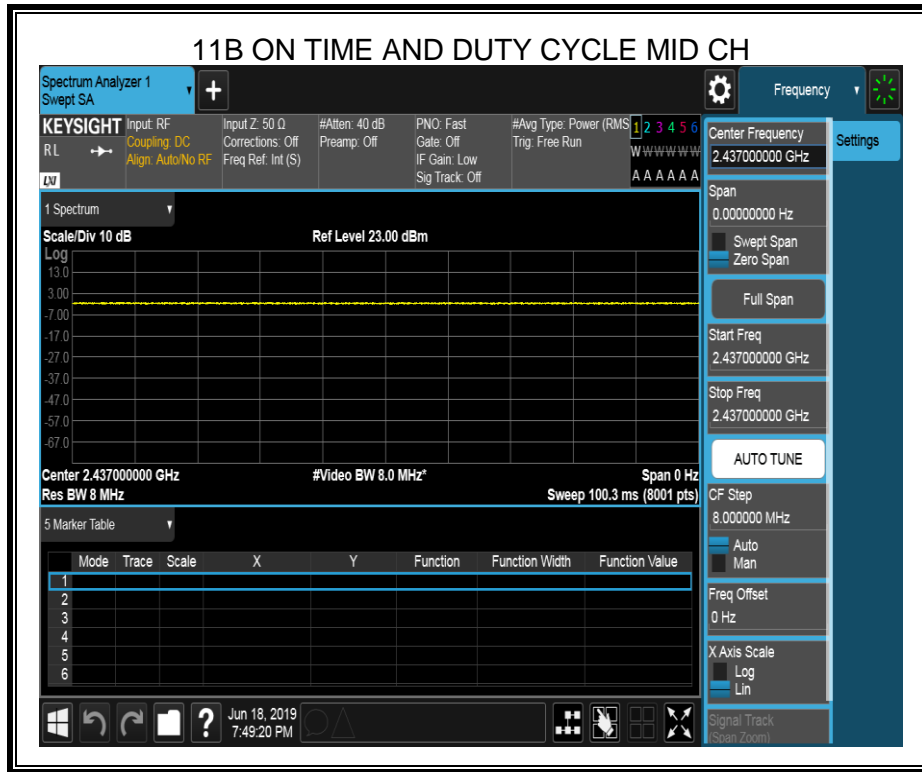 11B ON TIME AND DUTY CYCLE MID CH
Spectrum Analyzer 1
Swept SA
+
Frequency
KEYSIGHT
RL
LXI
Input: RF
Coupling: DC
Align: Auto/No RF
Input Z: 50 Ω
Corrections: Off
Freq Ref: Int (S)
#Atten: 40 dB
Preamp: Off
PNO: Fast
Gate: Off
IF Gain: Low
Sig Track: Off
#Avg Type: Power (RMS
Trig: Free Run
1 2 3 4 5 6
W W W W W W
A A A A A A
Center Frequency
2.437000000 GHz
Settings
Span
0.00000000 Hz
Swept Span
Zero Span
Full Span
Start Freq
2.437000000 GHz
Stop Freq
2.437000000 GHz
AUTO TUNE
CF Step
8.000000 MHz
Auto
Man
Freq Offset
0 Hz
X Axis Scale
Log
Lin
Signal Track
(Span Zoom)
1 Spectrum
Scale/Div 10 dB
Ref Level 23.00 dBm
Log
13.0
3.00
-7.00
-17.0
-27.0
-37.0
-47.0
-57.0
-67.0
Center 2.437000000 GHz
#Video BW 8.0 MHz*
Span 0 Hz
Res BW 8 MHz
Sweep 100.3 ms (8001 pts)
5 Marker Table
Mode Trace Scale X Y Function Function Width Function Value
1
2
3
4
5
6
?
Jun 18, 2019
7:49:20 PM